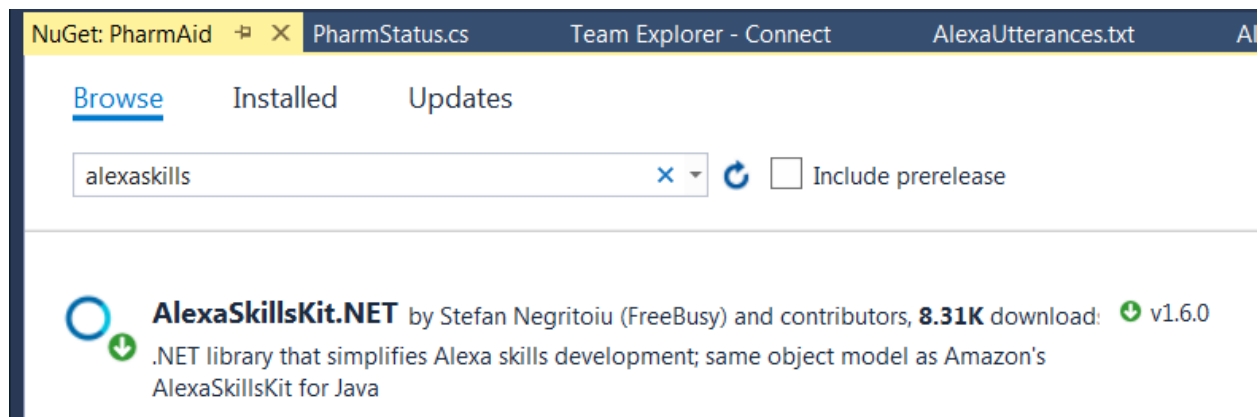 NuGet: PharmAid PharmStatus.cs Team Explorer - Connect AlexaUtterances.txt Al
Browse Installed Updates
alexaskills Include prerelease
AlexaSkillsKit.NET by Stefan Negritoiu (FreeBusy) and contributors, 8.31K download v1.6.0
.NET library that simplifies Alexa skills development; same object model as Amazon's
AlexaSkillsKit for Java